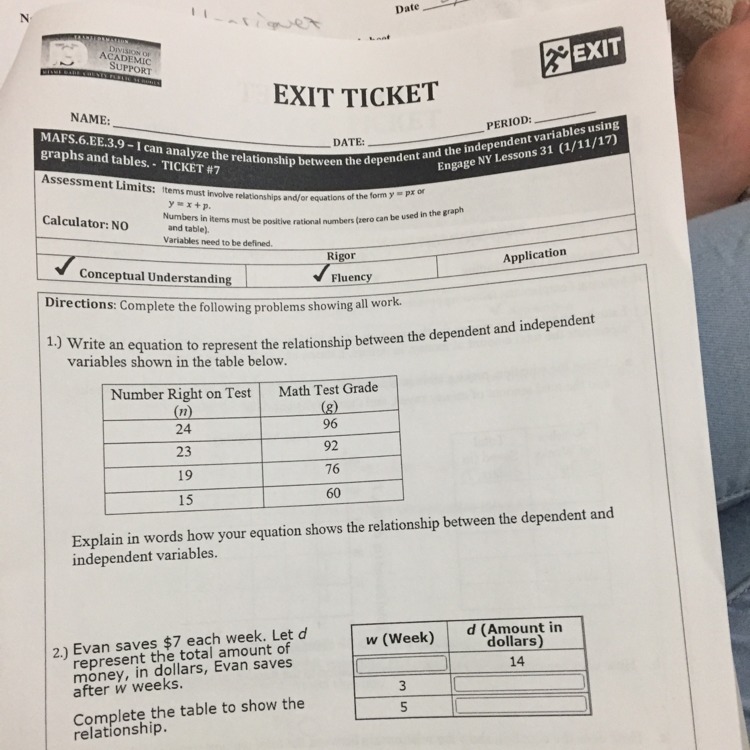 N
Date
DIVISION OF
ACADEMIC
SUPPORT
EXIT
EXIT TICKET
NAME:
DATE:
PERIOD:
MAFS.6.EE.3.9 – I can analyze the relationship between the dependent and the independent variables using
graphs and tables. - TICKET #7
Engage NY Lessons 31 (1/11/17)
Assessment Limits: Items must involve relationships and/or equations of the form y = px or
y = x + p.
Calculator: NO
Numbers in items must be positive rational numbers (zero can be used in the graph
and table).
Variables need to be defined.
Rigor
✓ Conceptual Understanding
✓ Fluency
Application
Directions: Complete the following problems showing all work.
1.) Write an equation to represent the relationship between the dependent and independent
variables shown in the table below.
Number Right on Test
(n)
Math Test Grade
(g)
24 96
23 92
19 76
15 60
Explain in words how your equation shows the relationship between the dependent and
independent variables.
2.) Evan saves $7 each week. Let d
represent the total amount of
money, in dollars, Evan saves
after w weeks.
Complete the table to show the
relationship.
w (Week)
d (Amount in
dollars)
14
3
5